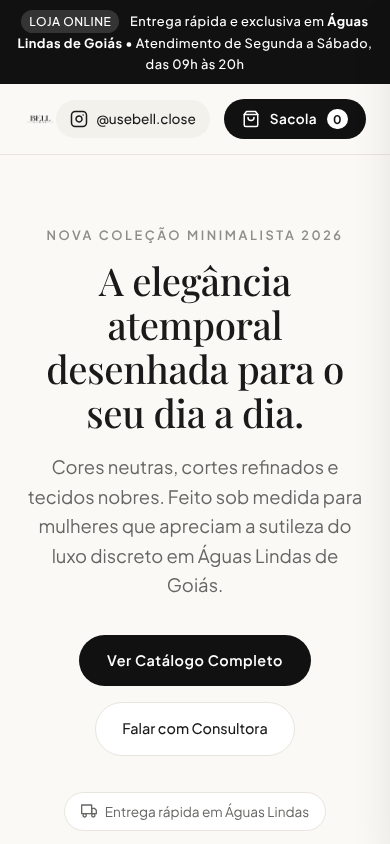 LOJA ONLINE Entrega rápida e exclusiva em Águas
Lindas de Goiás • Atendimento de Segunda a Sábado,
das 09h às 20h
BELL @usebell.close Sacola 0
NOVA COLEÇÃO MINIMALISTA 2026
A elegância
atemporal
desenhada para o
seu dia a dia.
Cores neutras, cortes refinados e
tecidos nobres. Feito sob medida para
mulheres que apreciam a sutileza do
luxo discreto em Águas Lindas de
Goiás.
Ver Catálogo Completo
Falar com Consultora
Entrega rápida em Águas Lindas